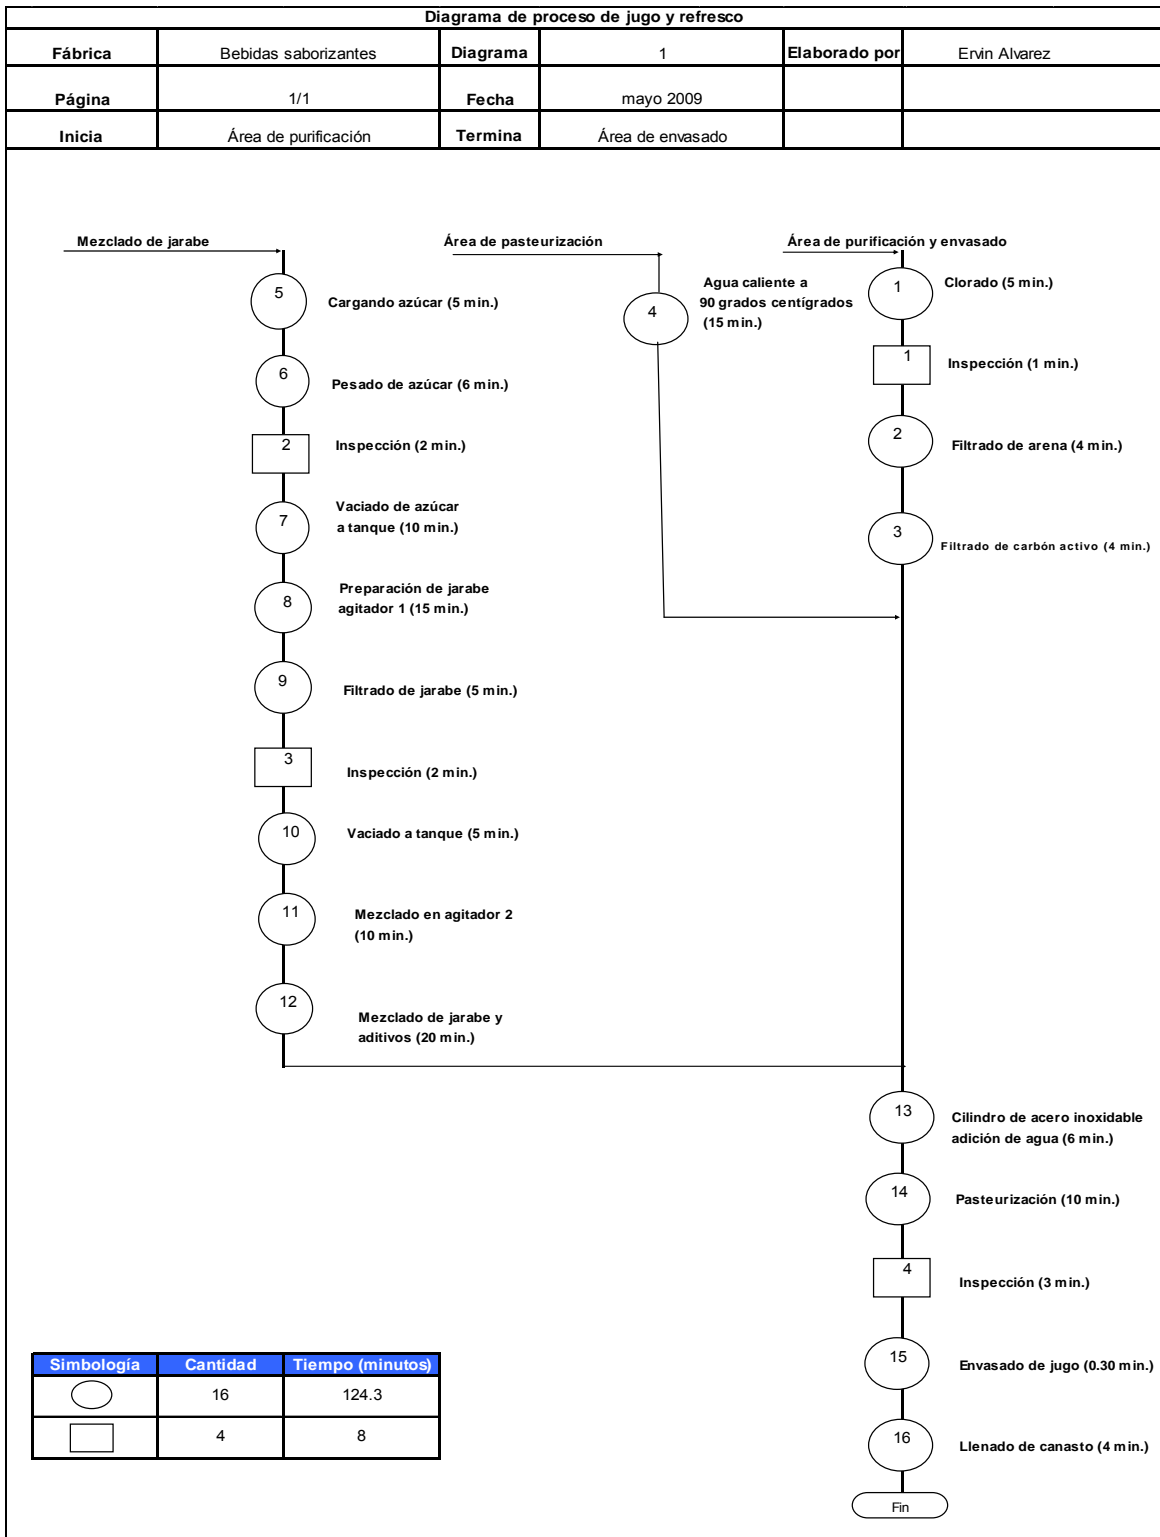 Diagrama de proceso de jugo y refresco
Fábrica Bebidas saborizantes Diagrama 1 Elaborado por Ervin Alvarez
Página 1/1 Fecha mayo 2009
Inicia Área de purificación Termina Área de envasado
Mezclado de jarabe
5
Cargando azúcar (5 min.)
6
Pesado de azúcar (6 min.)
2
Inspección (2 min.)
7
Vaciado de azúcar
a tanque (10 min.)
8
Preparación de jarabe
agitador 1 (15 min.)
9
Filtrado de jarabe (5 min.)
3
Inspección (2 min.)
10
Vaciado a tanque (5 min.)
11
Mezclado en agitador 2
(10 min.)
12
Mezclado de jarabe y
aditivos (20 min.)
Área de pasteurización
4
Agua caliente a
90 grados centígrados
(15 min.)
Área de purificación y envasado
1
Clorado (5 min.)
1
Inspección (1 min.)
2
Filtrado de arena (4 min.)
3
Filtrado de carbón activo (4 min.)
13
Cilindro de acero inoxidable
adición de agua (6 min.)
14
Pasteurización (10 min.)
4
Inspección (3 min.)
15
Envasado de jugo (0.30 min.)
16
Llenado de canasto (4 min.)
Fin
Simbología Cantidad Tiempo (minutos)
16 124.3
4 8